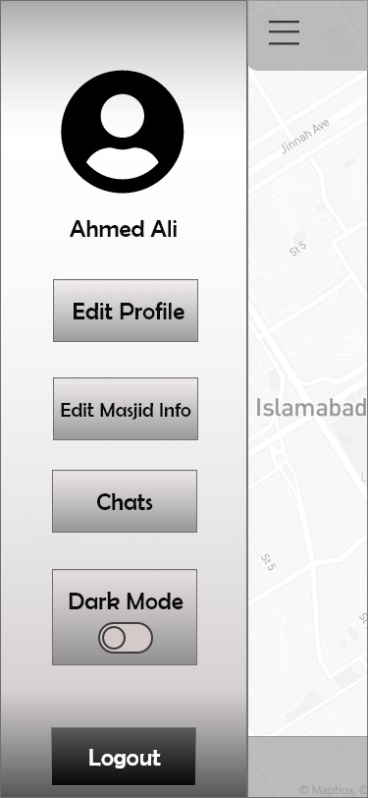 Ahmed Ali
Edit Profile
Edit Masjid Info
Chats
Dark Mode
Logout
Jinnah Ave
St 5
Islamabad
St 5
© Mapbox, ©